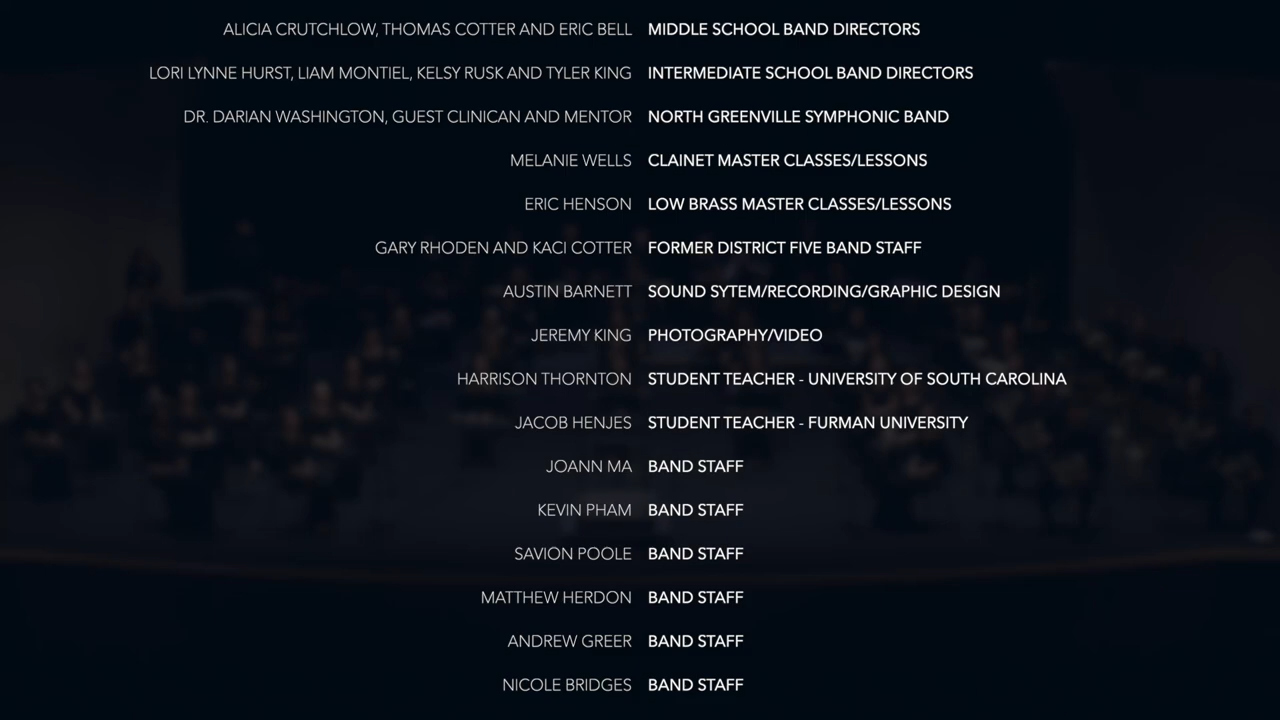 ALICIA CRUTCHLOW, THOMAS COTTER AND ERIC BELL MIDDLE SCHOOL BAND DIRECTORS
LORI LYNNE HURST, LIAM MONTIEL, KELSY RUSK AND TYLER KING INTERMEDIATE SCHOOL BAND DIRECTORS
DR. DARIAN WASHINGTON, GUEST CLINICAN AND MENTOR NORTH GREENVILLE SYMPHONIC BAND
MELANIE WELLS CLAINET MASTER CLASSES/LESSONS
ERIC HENSON LOW BRASS MASTER CLASSES/LESSONS
GARY RHODEN AND KACI COTTER FORMER DISTRICT FIVE BAND STAFF
AUSTIN BARNETT SOUND SYTEM/RECORDING/GRAPHIC DESIGN
JEREMY KING PHOTOGRAPHY/VIDEO
HARRISON THORNTON STUDENT TEACHER - UNIVERSITY OF SOUTH CAROLINA
JACOB HENJES STUDENT TEACHER - FURMAN UNIVERSITY
JOANN MA BAND STAFF
KEVIN PHAM BAND STAFF
SAVION POOLE BAND STAFF
MATTHEW HERDON BAND STAFF
ANDREW GREER BAND STAFF
NICOLE BRIDGES BAND STAFF